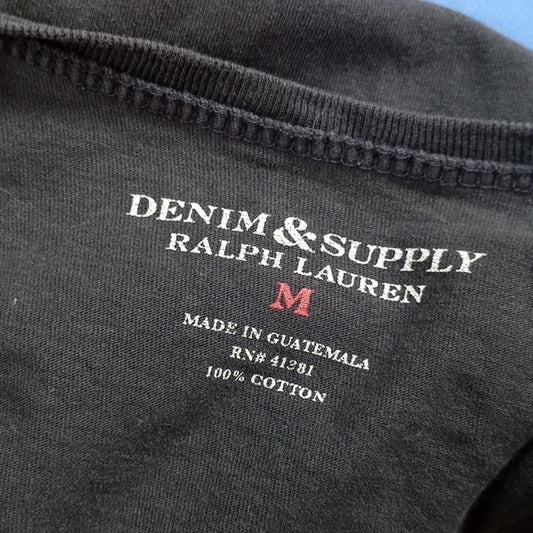 DENIM & SUPPLY
RALPH LAUREN
M
MADE IN GUATEMALA
RN# 41381
100% COTTON